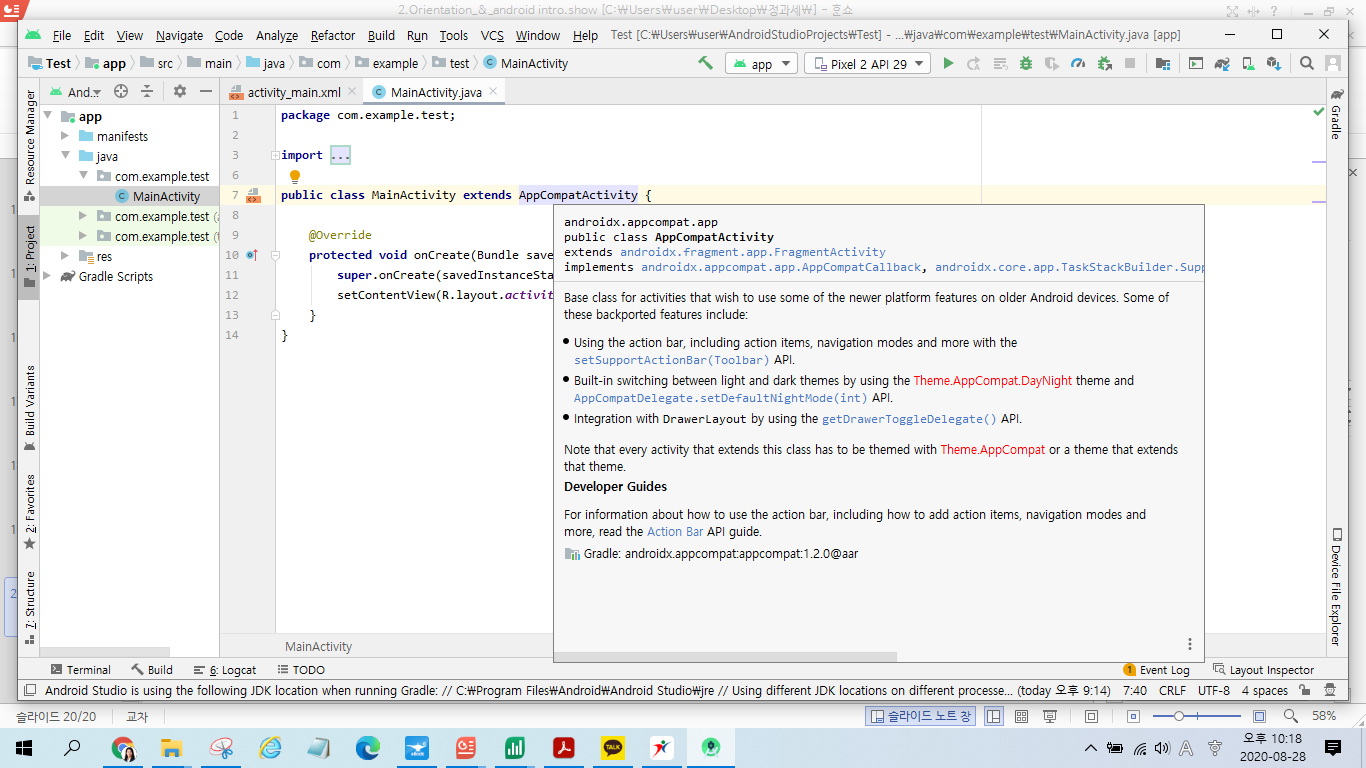 2.Orientation_&_android intro.show [C:₩Users₩user₩Desktop₩정과세₩] - 훈쇼
File Edit View Navigate Code Analyze Refactor Build Run Tools VCS Window Help Test [C:₩Users₩user₩AndroidStudioProjects₩Test] - ...₩java₩com₩example₩test₩MainActivity.java [app]
Test app src main java com example test MainActivity app Pixel 2 API 29
And.. activity_main.xml MainActivity.java
Resource Manager
1: Project
Build Variants
2: Favorites
7: Structure
app
manifests
java
com.example.test
MainActivity
com.example.test (a
com.example.test (t
res
Gradle Scripts
1 package com.example.test;
2
3 import ...
6
7 public class MainActivity extends AppCompatActivity {
8
9 @Override
10 protected void onCreate(Bundle save
11 super.onCreate(savedInstanceSta
12 setContentView(R.layout.activit
13 }
14 }
androidx.appcompat.app
public class AppCompatActivity
extends androidx.fragment.app.FragmentActivity
implements androidx.appcompat.app.AppCompatCallback, androidx.core.app.TaskStackBuilder.Supp
Base class for activities that wish to use some of the newer platform features on older Android devices. Some of
these backported features include:
• Using the action bar, including action items, navigation modes and more with the
setSupportActionBar(Toolbar) API.
• Built-in switching between light and dark themes by using the Theme.AppCompat.DayNight theme and
AppCompatDelegate.setDefaultNightMode(int) API.
• Integration with DrawerLayout by using the getDrawerToggleDelegate() API.
Note that every activity that extends this class has to be themed with Theme.AppCompat or a theme that extends
that theme.
Developer Guides
For information about how to use the action bar, including how to add action items, navigation modes and
more, read the Action Bar API guide.
Gradle: androidx.appcompat:appcompat:1.2.0@aar
Gradle
Device File Explorer
MainActivity
Terminal Build 6: Logcat TODO 1 Event Log Layout Inspector
Android Studio is using the following JDK location when running Gradle: // C:₩Program Files₩Android₩Android Studio₩jre // Using different JDK locations on different processe... (today 오후 9:14) 7:40 CRLF UTF-8 4 spaces
슬라이드 20/20 교자 슬라이드 노트 창 58%
TALK
A
오후 10:18
2020-08-28